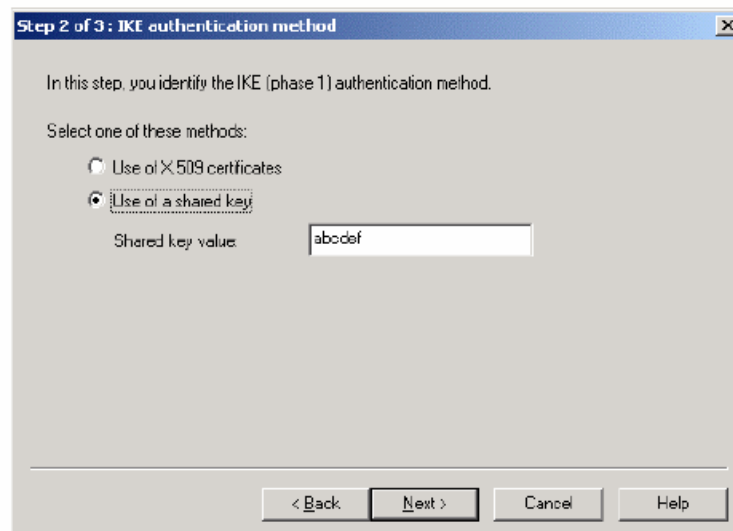 Step 2 of 3 : IKE authentication method
In this step, you identify the IKE (phase 1) authentication method.
Select one of these methods:
Use of X.509 certificates
Use of a shared key
Shared key value:
abcdef
< Back
Next >
Cancel
Help